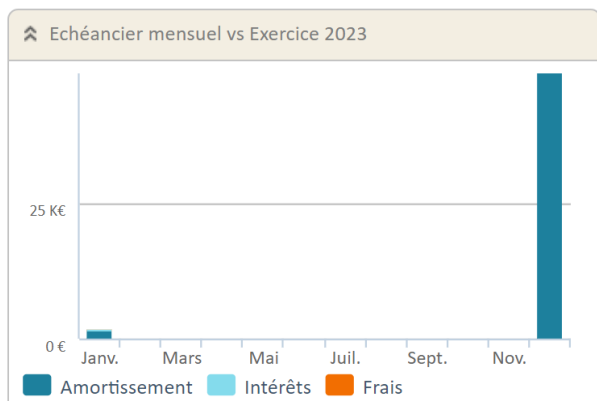 Echéancier mensuel vs Exercice 2023
25 K€
0 €
Janv. Mars Mai Juil. Sept. Nov.
Amortissement Intérêts Frais